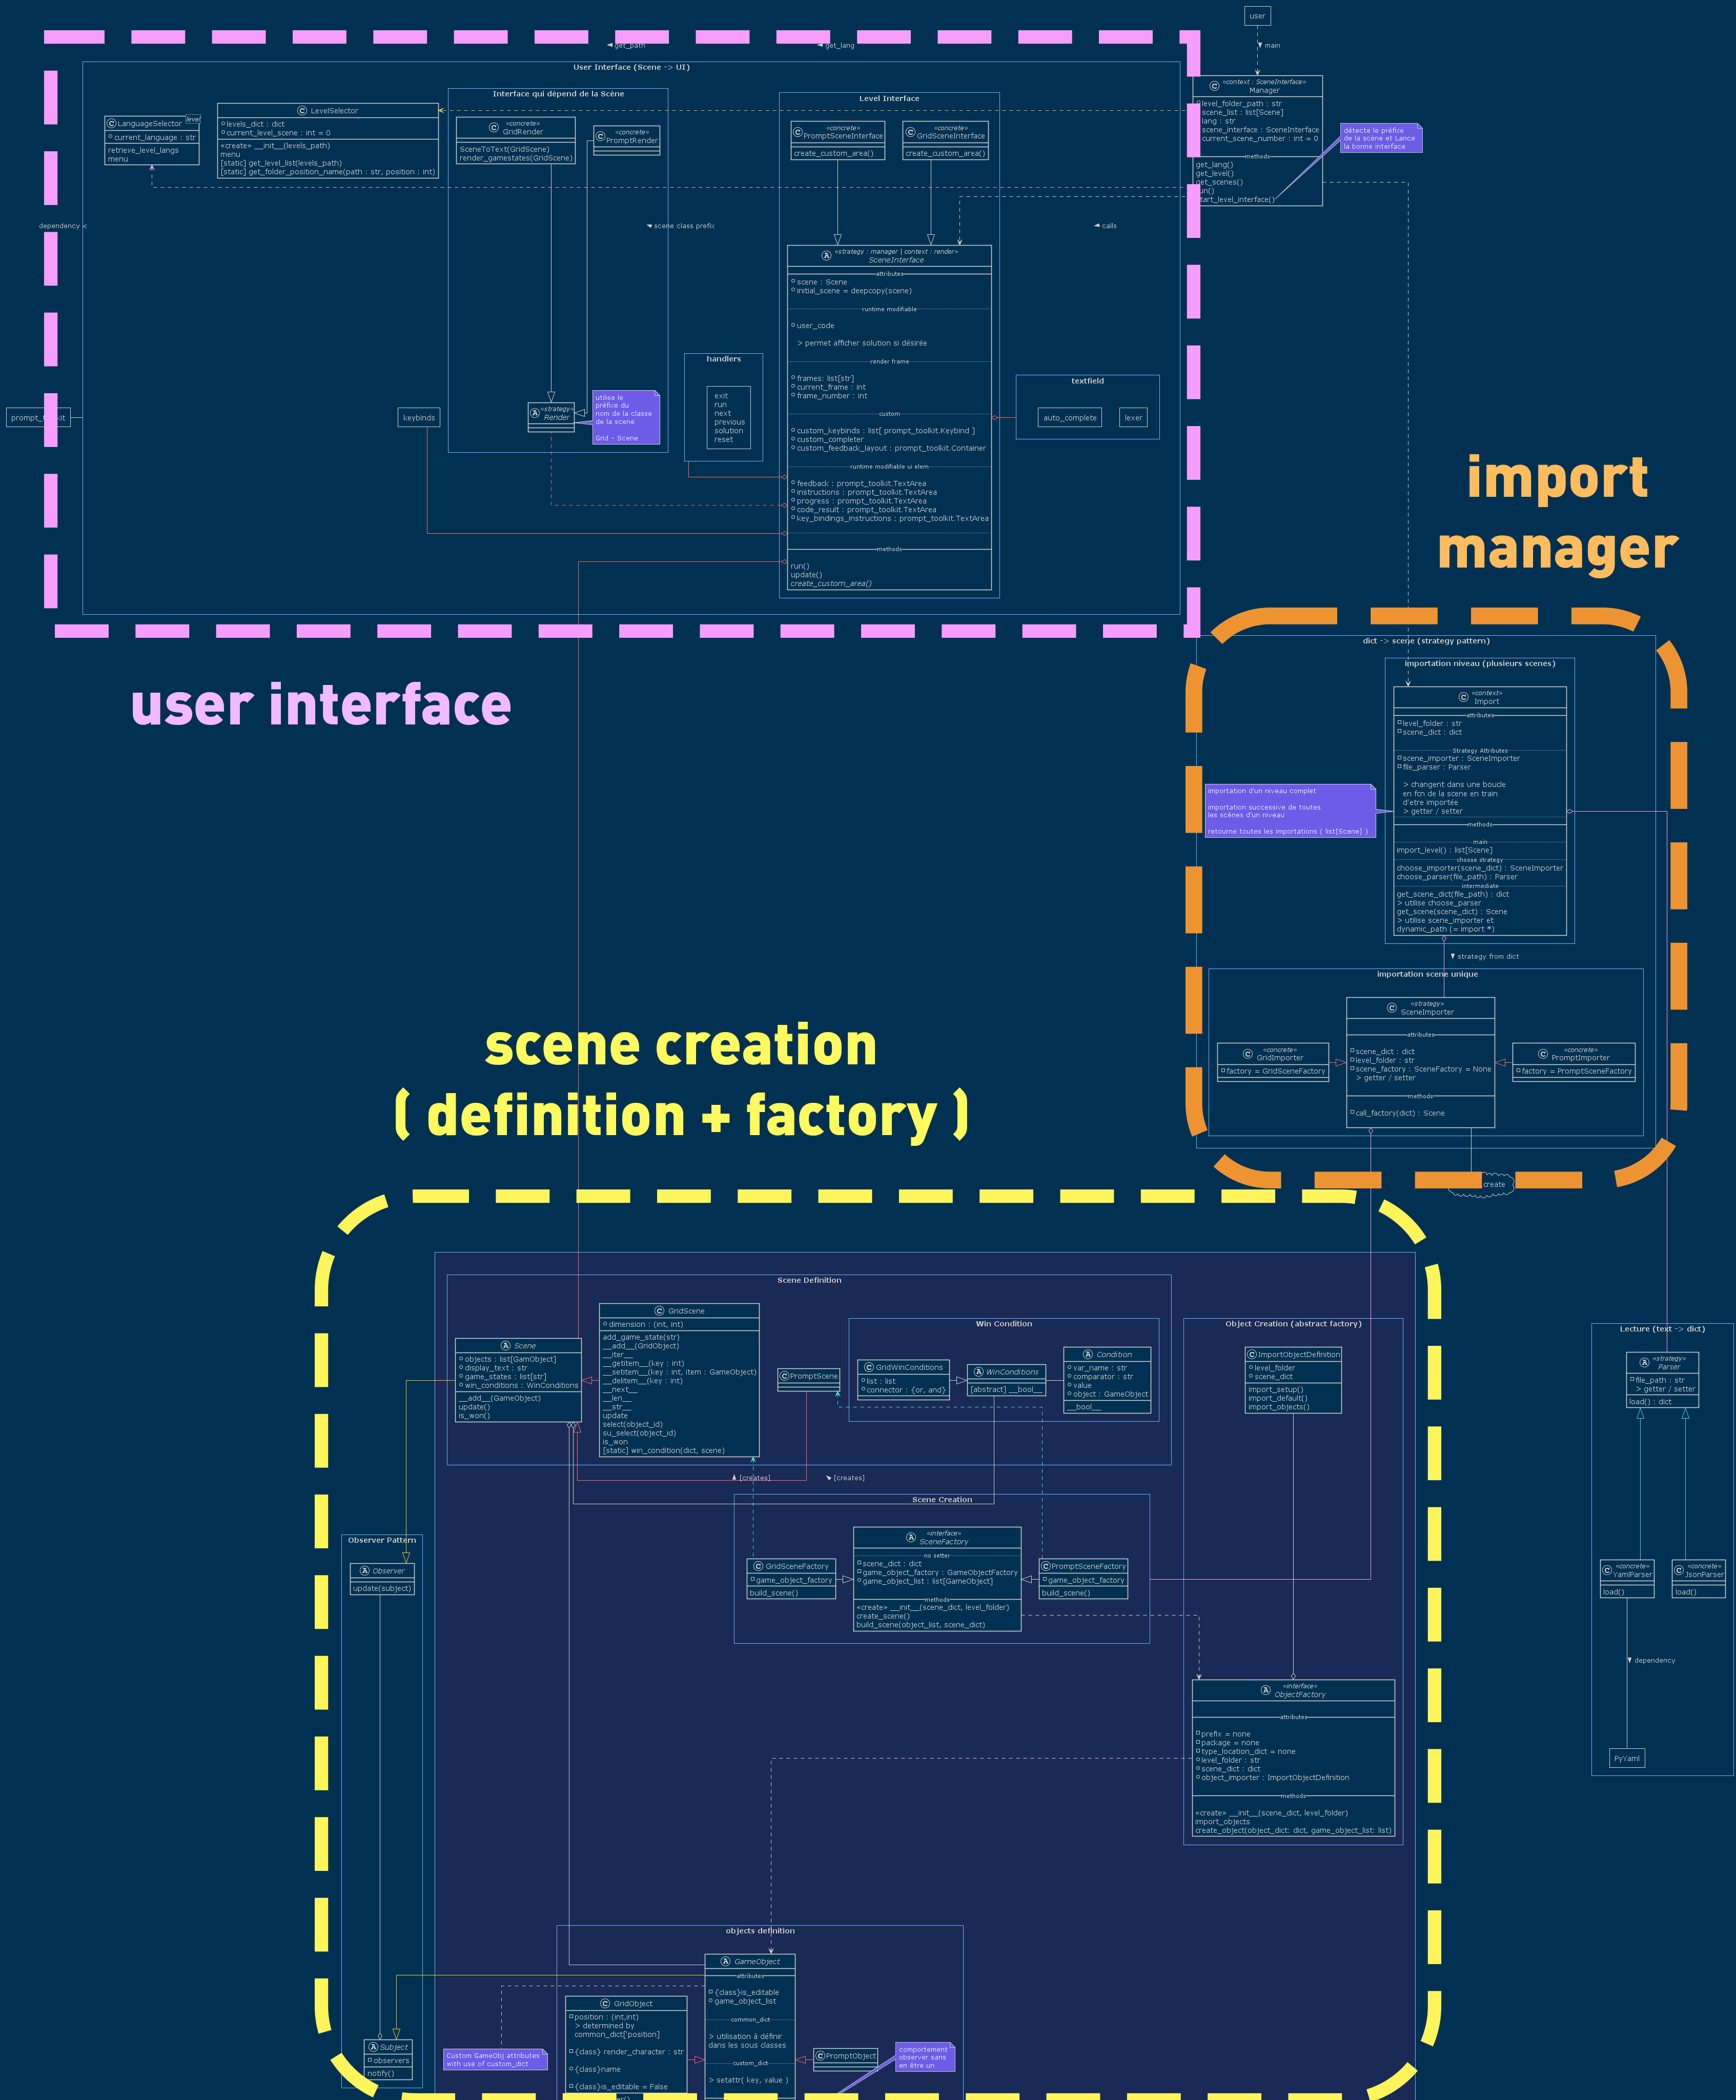 user
main
get_path
get_lang
User Interface (Scene -> UI)
C LanguageSelector
level
current_language : str
retrieve_level_langs
menu
C LevelSelector
levels_dict : dict
current_level_scene : int = 0
«create» __init__(levels_path)
menu
[static] get_level_list(levels_path)
[static] get_folder_position_name(path : str, position : int)
Interface qui dépend de la Scéne
«concrete»
C GridRender
SceneToText(GridScene)
render_gamestates(GridScene)
«concrete»
C PromptRender
Level Interface
«concrete»
C PromptSceneInterface
create_custom_area()
«concrete»
C GridSceneInterface
create_custom_area()
«context : SceneInterface»
C Manager
level_folder_path : str
scene_list : list[Scene]
lang : str
scene_interface : SceneInterface
current_scene_number : int = 0
methods
get_lang()
get_level()
get_scenes()
start_level_interface()
détecte le préfixe
de la scène et Lance
la bonne interface
dependency <
scene class prefix
calls
«strategy : manager | context : render»
A SceneInterface
attributes
scene : Scene
initial_scene = deepcopy(scene)
runtime modifiable
user_code
> permet afficher solution si désirée
render frame
frames: list[str]
current_frame : int
frame_number : int
custom
custom_keybinds : list[ prompt_toolkit.Keybind ]
custom_completer
custom_feedback_layout : prompt_toolkit.Container
runtime modifiable ui elem
feedback : prompt_toolkit.TextArea
instructions : prompt_toolkit.TextArea
progress : prompt_toolkit.TextArea
code_result : prompt_toolkit.TextArea
key_bindings_instructions : prompt_toolkit.TextArea
methods
run()
update()
create_custom_area()
handlers
exit
run
next
previous
solution
reset
textfield
auto_complete
lexer
keybinds
«strategy»
A Render
utilise le
préfixe du
nom de la classe
de la scene
Grid - Scene
user interface
import
manager
dict -> scene (strategy pattern)
importation niveau (plusieurs scenes)
«context»
C Import
attributes
level_folder : str
scene_dict : dict
Strategy Attributes
scene_importer : SceneImporter
file_parser : Parser
> changent dans une boucle
en fcn de la scene en train
d'etre importée
> getter / setter
methods
main
import_level() : list[Scene]
choose strategy
choose_importer(scene_dict) : SceneImporter
choose_parser(file_path) : Parser
intermediate
get_scene_dict(file_path) : dict
> utilise choose_parser
get_scene(scene_dict) : Scene
> utilise scene_importer et
dynamic_path (= import *)
importation d'un niveau complet
importation successive de toutes
les scènes d'un niveau
retourne toutes les importations ( list[Scene] )
strategy from dict
importation scene unique
«strategy»
C SceneImporter
attributes
scene_dict : dict
level_folder : str
scene_factory : SceneFactory = None
> getter / setter
methods
call_factory(dict) : Scene
«concrete»
C GridImporter
factory = GridSceneFactory
«concrete»
C PromptImporter
factory = PromptSceneFactory
create
scene creation
( definition + factory )
Scene Definition
A Scene
objects : list[GamObject]
display_text : str
game_states : list[str]
win_conditions : WinConditions
__add__(GameObject)
update()
is_won()
C GridScene
dimension : (int, int)
add_game_state(str)
__add__(GridObject)
__iter__
__getitem__(key : int)
__setitem__(key : int, item : GameObject)
__delitem__(key : int)
__next__
__len__
__str__
update
select(object_id)
su_select(object_id)
is_won
[static] win_condition(dict, scene)
C PromptScene
Win Condition
C GridWinConditions
list : list
connector : {or, and}
A WinConditions
[abstract] __bool__
A Condition
var_name : str
comparator : str
value
object : GameObject
__bool__
Object Creation (abstract factory)
C ImportObjectDefinition
level_folder
scene_dict
import_setup()
import_default()
import_objects()
[creates]
[creates]
Scene Creation
«interface»
A SceneFactory
no setter
scene_dict : dict
game_object_factory : GameObjectFactory
game_object_list : list[GameObject]
methods
«create» __init__(scene_dict, level_folder)
create_scene()
build_scene(object_list, scene_dict)
C GridSceneFactory
game_object_factory
build_scene()
C PromptSceneFactory
game_object_factory
build_scene()
Lecture (text -> dict)
«strategy»
A Parser
file_path : str
> getter / setter
load() : dict
«concrete»
C YamlParser
load()
«concrete»
C JsonParser
load()
dependency
PyYaml
Observer Pattern
A Observer
update(subject)
«interface»
A ObjectFactory
attributes
prefix = none
package = none
type_location_dict = none
level_folder : str
scene_dict : dict
object_importer : ImportObjectDefinition
methods
«create» __init__(scene_dict, level_folder)
import_objects
create_object(object_dict: dict, game_object_list: list)
objects definition
A GameObject
attributes
{class}is_editable
game_object_list
common_dict
> utilisation à définir
dans les sous classes
custom_dict
> setattr( key, value )
C GridObject
position : (int,int)
> determined by
common_dict['position]
{class} render_character : str
{class}name
{class}is_editable = False
C PromptObject
comportement
observer sans
en être un
Custom GameObj attributes
with use of custom_dict
A Subject
observers
notify()